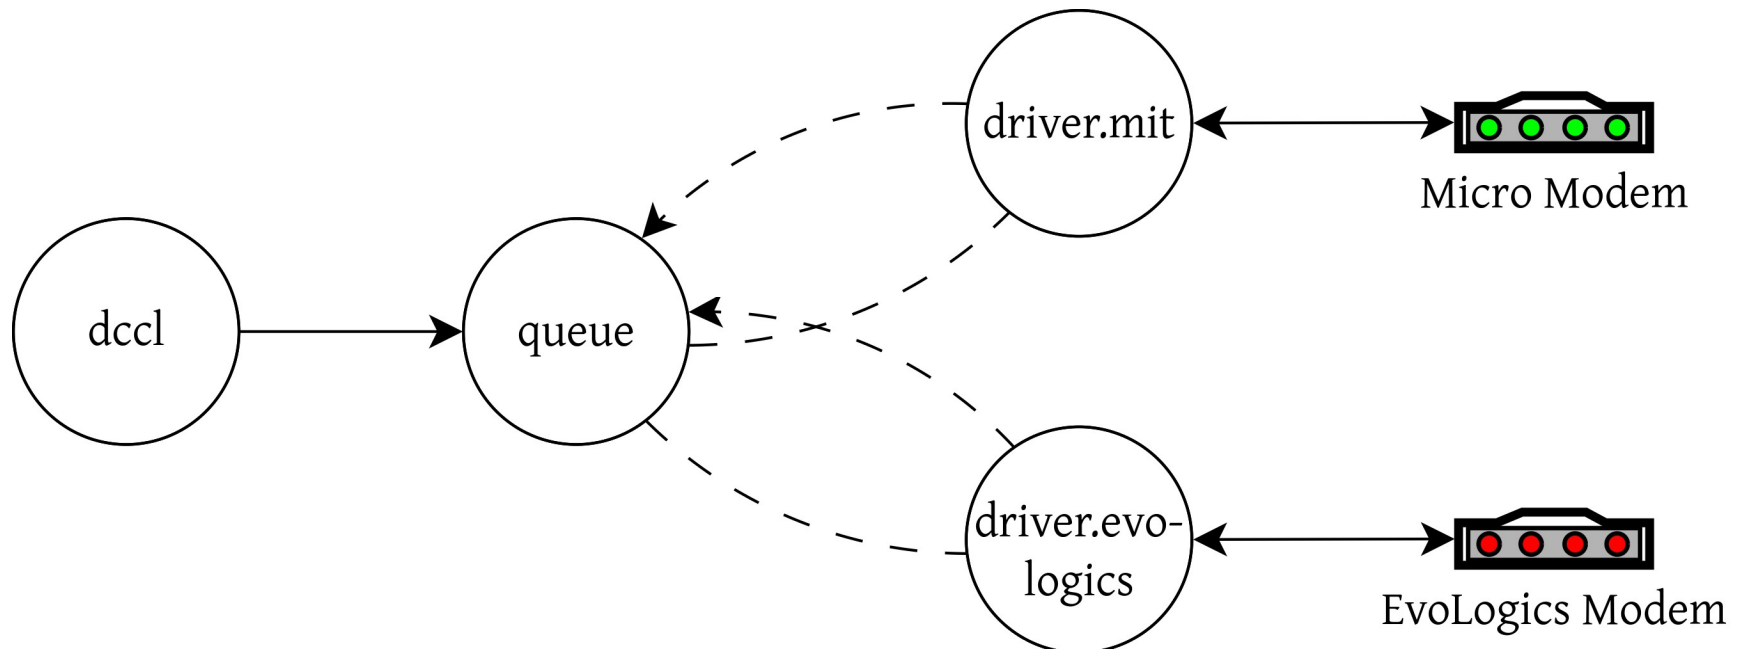 driver.mit
Micro Modem
dccl
queue
driver.evo-
logics
EvoLogics Modem